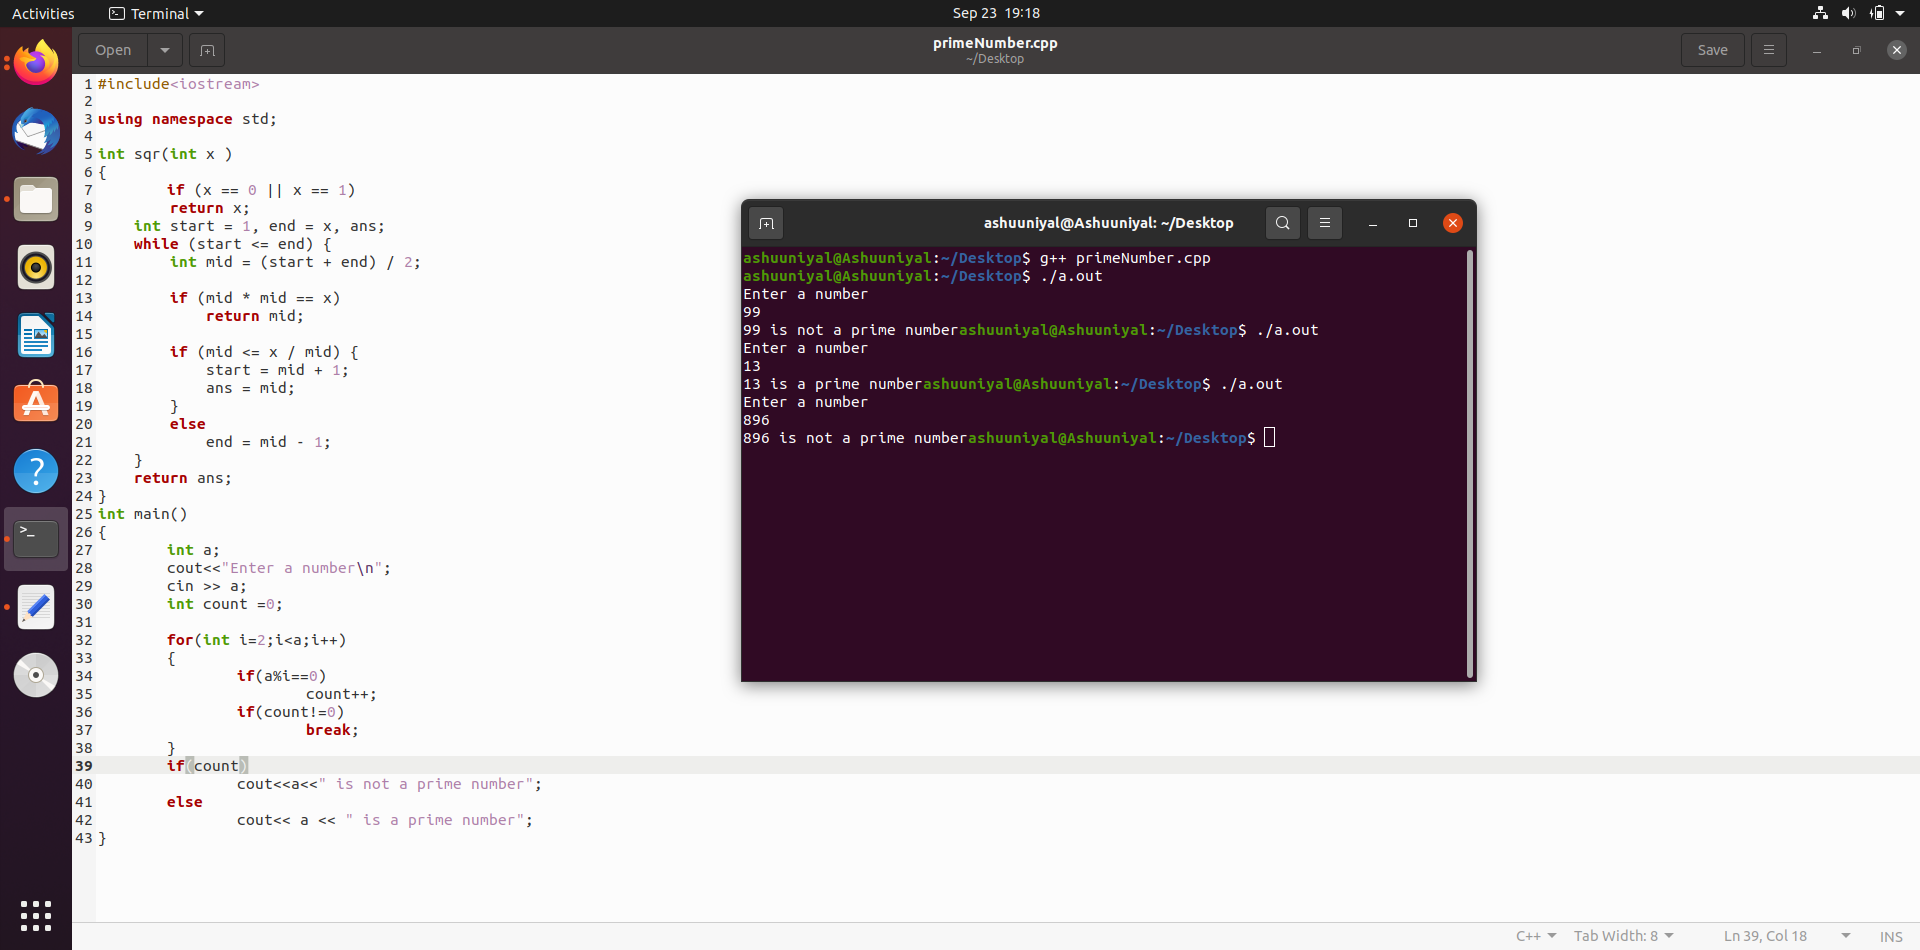 Activities Terminal Sep 23 19:18
Open primeNumber.cpp Save
~/Desktop
1 #include<iostream>
2
3 using namespace std;
4
5 int sqr(int x )
6 {
7 if (x == 0 || x == 1)
8 return x;
9 int start = 1, end = x, ans;
10 while (start <= end) {
11 int mid = (start + end) / 2;
12
13 if (mid * mid == x)
14 return mid;
15
16 if (mid <= x / mid) {
17 start = mid + 1;
18 ans = mid;
19 }
20 else
21 end = mid - 1;
22 }
23 return ans;
24 }
25 int main()
26 {
27 int a;
28 cout<<"Enter a number\n";
29 cin >> a;
30 int count =0;
31
32 for(int i=2;i<a;i++)
33 {
34 if(a%i==0)
35 count++;
36 if(count!=0)
37 break;
38 }
39 if(count)
40 cout<<a<<" is not a prime number";
41 else
42 cout<< a << " is a prime number";
43 }
ashuuniyal@Ashuuniyal: ~/Desktop
ashuuniyal@Ashuuniyal:~/Desktop$ g++ primeNumber.cpp
ashuuniyal@Ashuuniyal:~/Desktop$ ./a.out
Enter a number
99
99 is not a prime numberashuuniyal@Ashuuniyal:~/Desktop$ ./a.out
Enter a number
13
13 is a prime numberashuuniyal@Ashuuniyal:~/Desktop$ ./a.out
Enter a number
896
896 is not a prime numberashuuniyal@Ashuuniyal:~/Desktop$
C++ Tab Width: 8 Ln 39, Col 18 INS